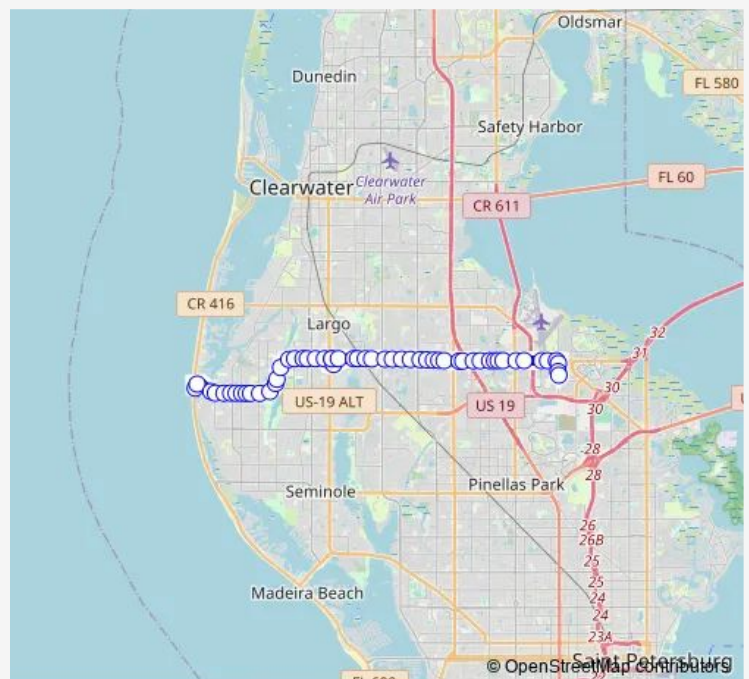 Oldsmar
Dunedin
FL 580
Safety Harbor
FL 60
Clearwater
Clearwater
Air Park
CR 611
CR 416
Largo
32
31
30
30
US-19 ALT
US 19
28
28
Seminole
Pinellas Park
26
26B
25
25
24
24
23A
Madeira Beach
Saint Petersburg
© OpenStreetMap contributors